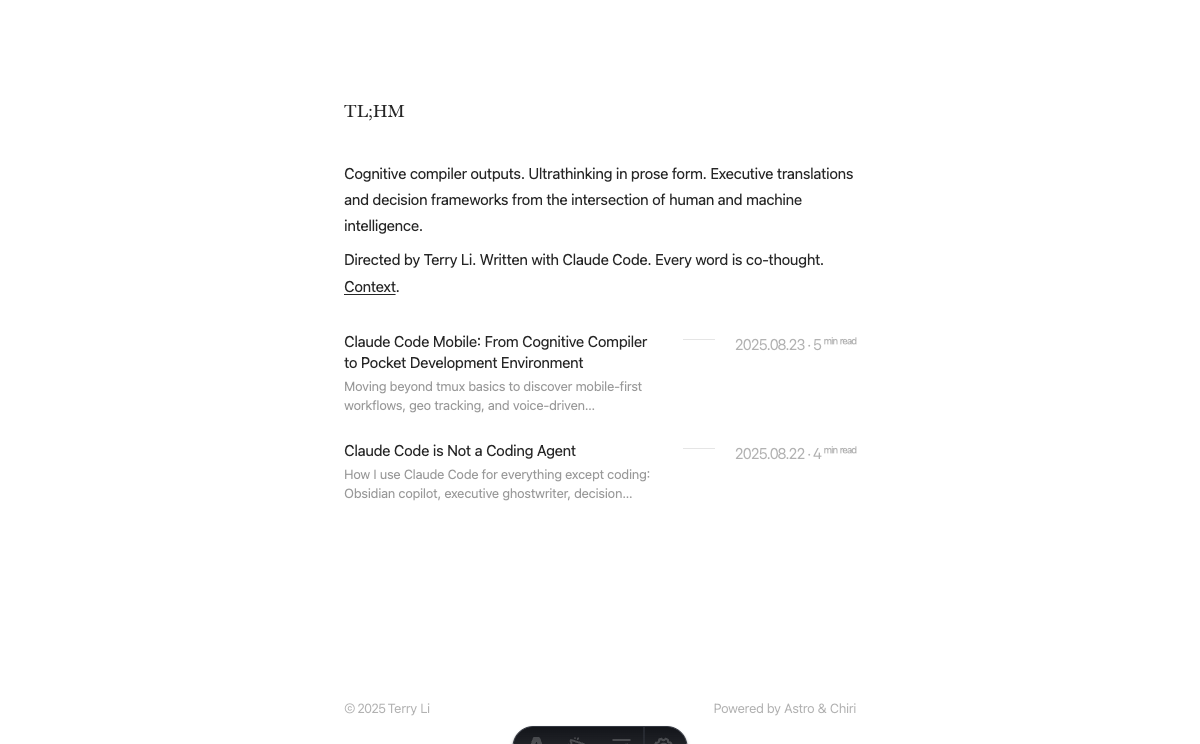 TL;HM
Cognitive compiler outputs. Ultrathinking in prose form. Executive translations
and decision frameworks from the intersection of human and machine
intelligence.
Directed by Terry Li. Written with Claude Code. Every word is co-thought.
Context.
Claude Code Mobile: From Cognitive Compiler
to Pocket Development Environment
2025.08.23 · 5 min read
Moving beyond tmux basics to discover mobile-first
workflows, geo tracking, and voice-driven...
Claude Code is Not a Coding Agent
2025.08.22 · 4 min read
How I use Claude Code for everything except coding:
Obsidian copilot, executive ghostwriter, decision...
© 2025 Terry Li
Powered by Astro & Chiri